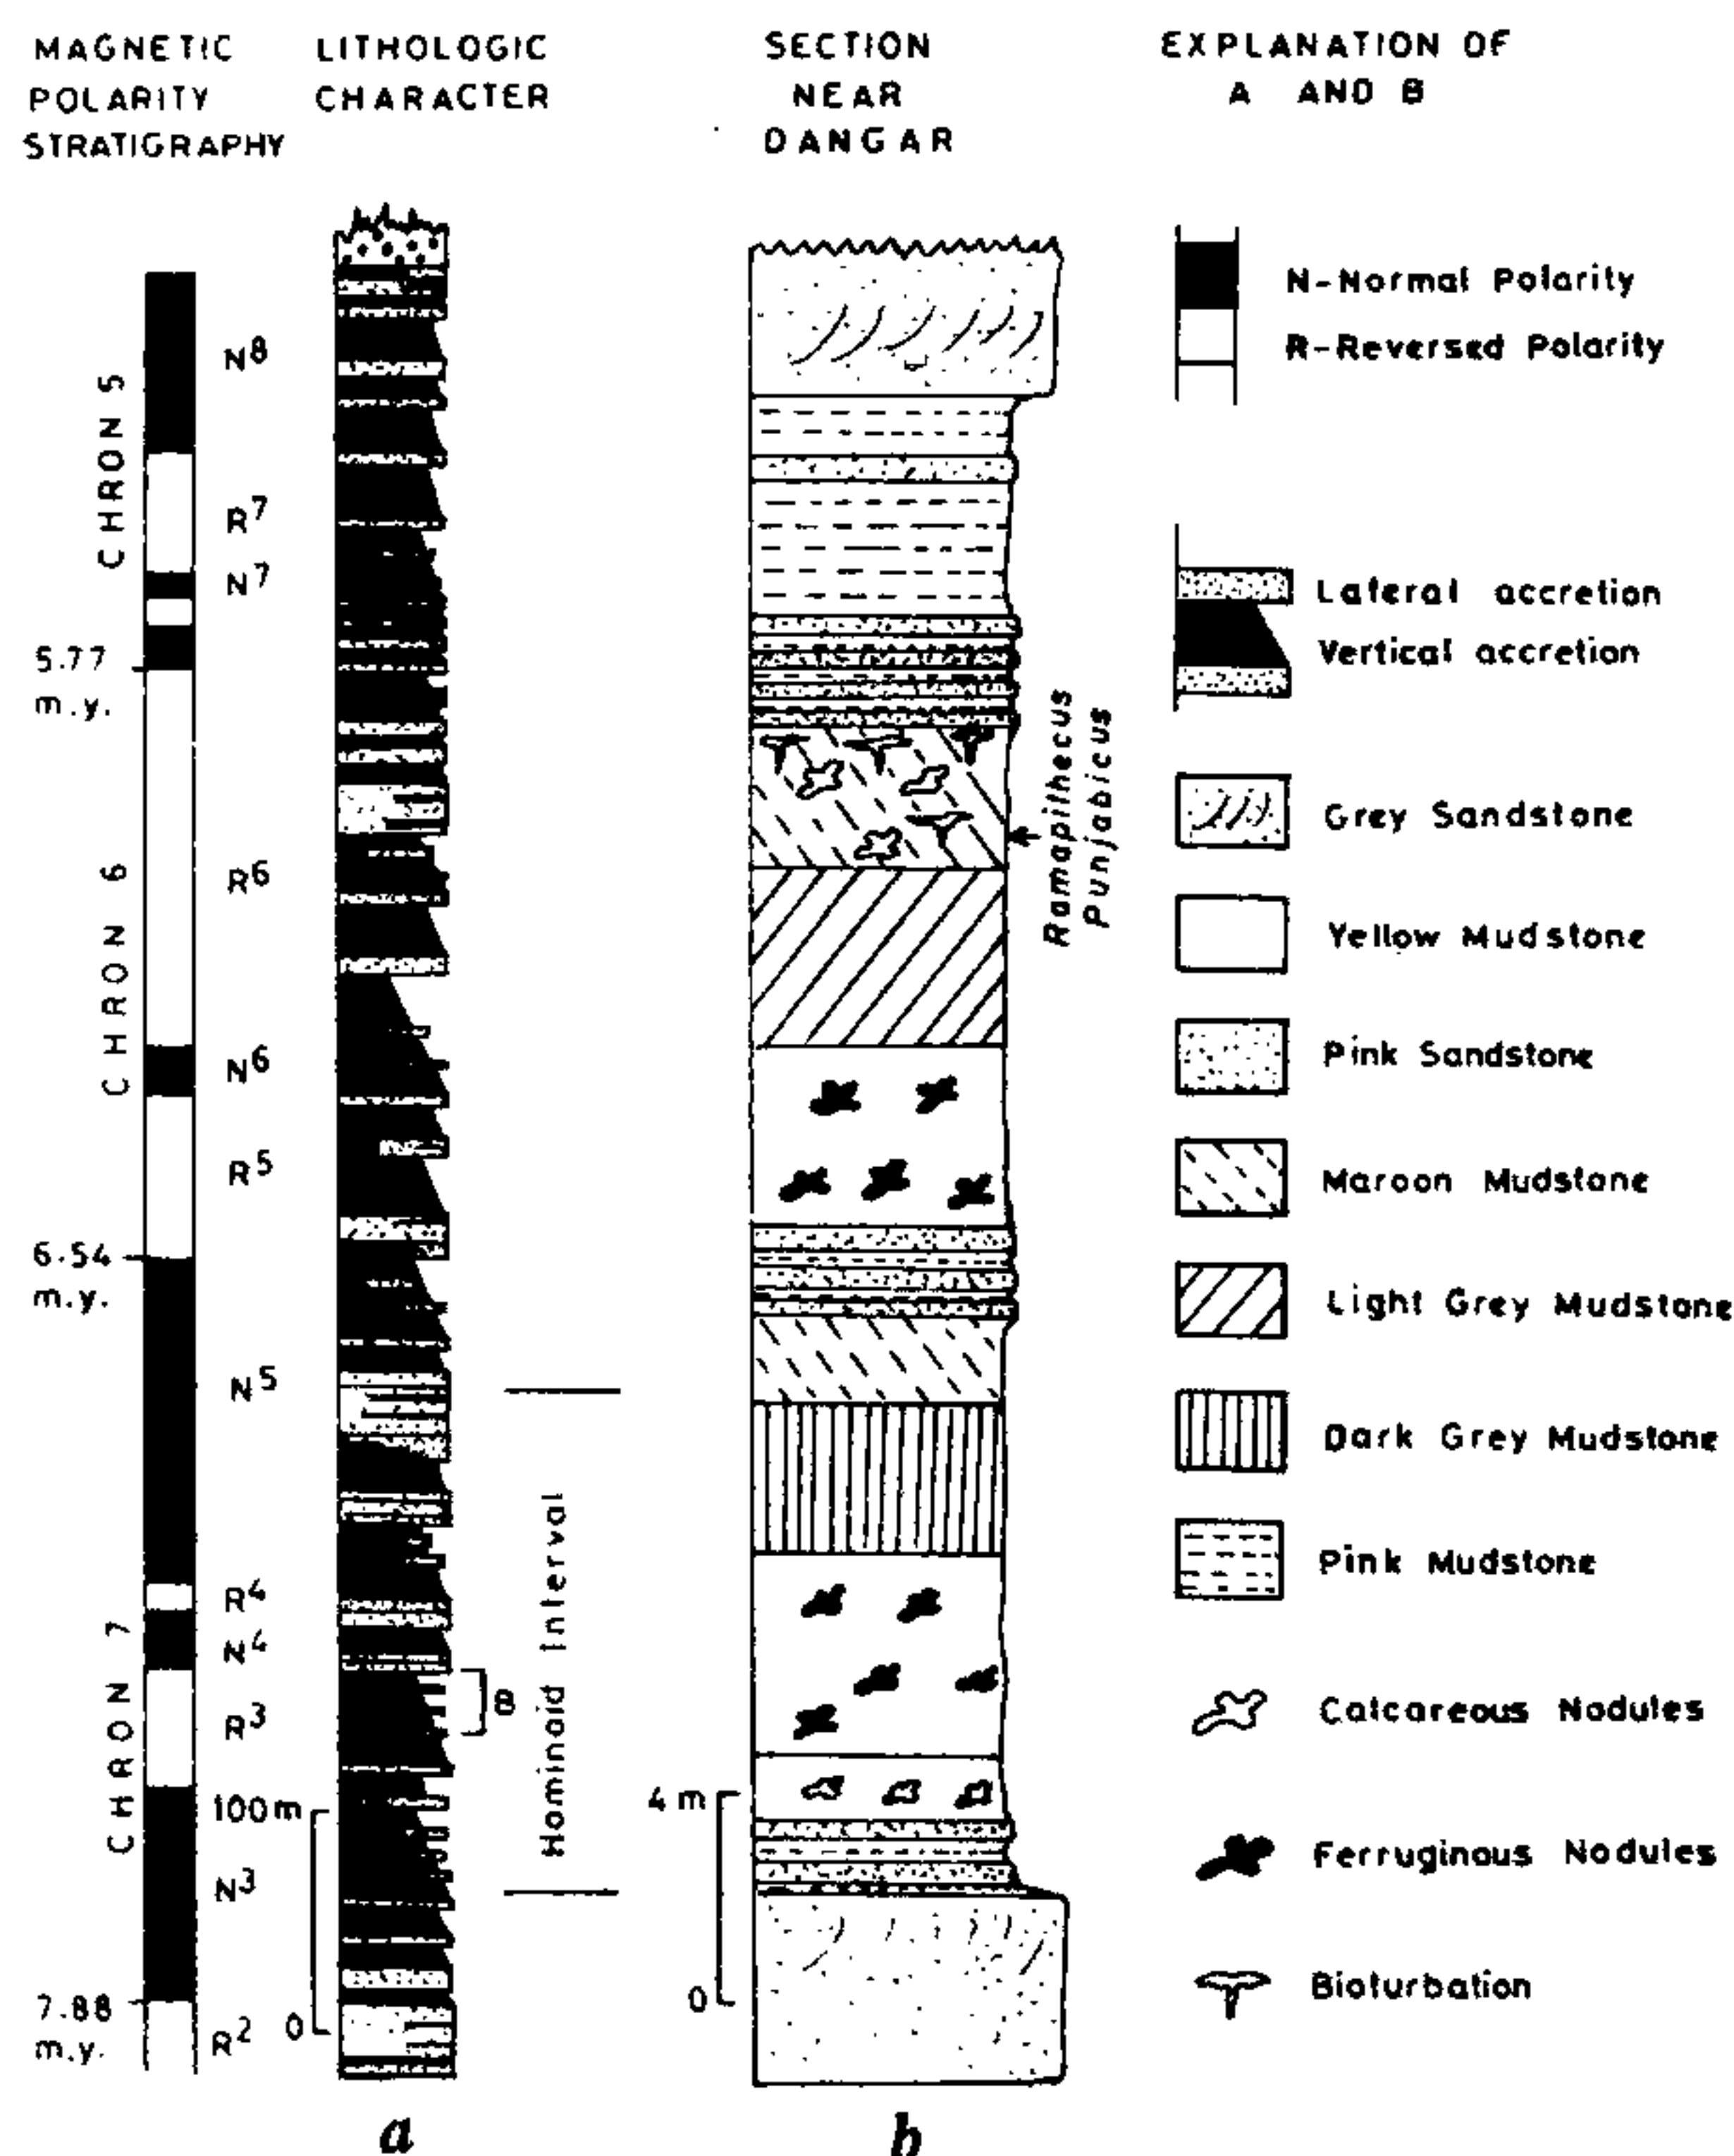 MAGNETIC
POLARITY
STRATIGRAPHY
LITHOLOGIC
CHARACTER
SECTION
NEAR
DANGAR
EXPLANATION OF
A AND B
CHRON 5
CHRON 6
CHRON 7
5.77
m.y.
6.54
m.y.
7.88
m.y.
N8
R7
N7
R6
N6
R5
N5
R4
N4
R3
N3
R2
100m
0
B
Hominoid Interval
4m
0
Ramapithecus
Punjabicus
N-Normal Polarity
R-Reversed Polarity
Lateral accretion
Vertical accretion
Grey Sandstone
Yellow Mudstone
Pink Sandstone
Maroon Mudstone
Light Grey Mudstone
Dark Grey Mudstone
Pink Mudstone
Calcareous Nodules
Ferruginous Nodules
Bioturbation
a
b